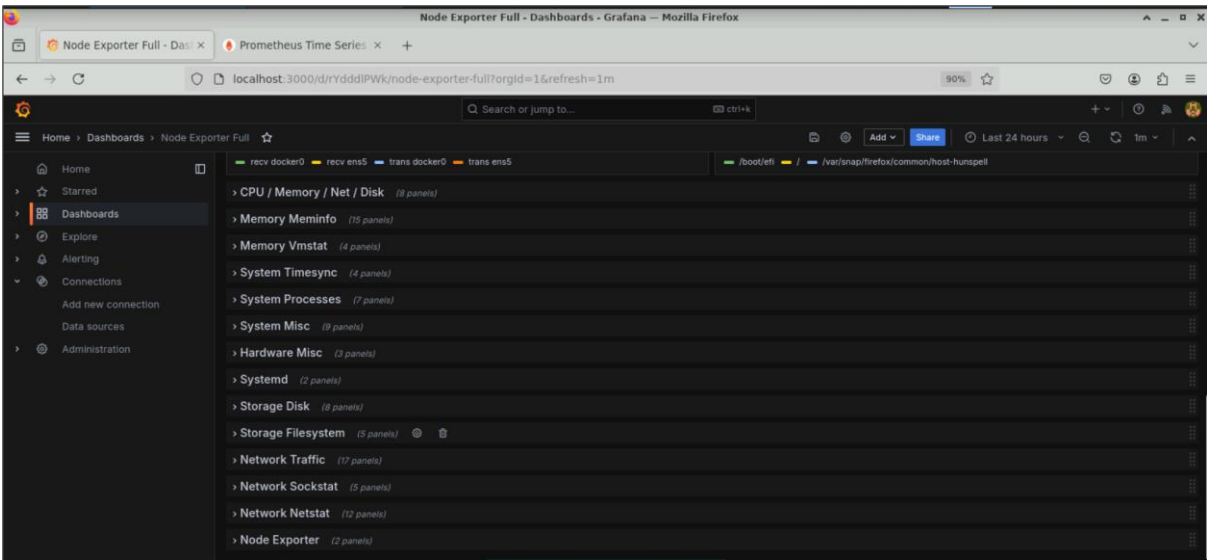 Node Exporter Full - Dashboards - Grafana — Mozilla Firefox
Node Exporter Full - Das
Prometheus Time Series
localhost:3000/d/rYdddlPWk/node-exporter-full?orgId=1&refresh=1m
90%
Search or jump to...
ctrl+k
Home › Dashboards › Node Exporter Full
Add
Share
Last 24 hours
1m
Home
Starred
Dashboards
Explore
Alerting
Connections
Add new connection
Data sources
Administration
recv docker0 recv ens5 trans docker0 trans ens5
/boot/efi / /var/snap/firefox/common/host-hunspell
CPU / Memory / Net / Disk (8 panels)
Memory Meminfo (15 panels)
Memory Vmstat (4 panels)
System Timesync (4 panels)
System Processes (7 panels)
System Misc (9 panels)
Hardware Misc (3 panels)
Systemd (2 panels)
Storage Disk (8 panels)
Storage Filesystem (5 panels)
Network Traffic (17 panels)
Network Sockstat (5 panels)
Network Netstat (12 panels)
Node Exporter (2 panels)